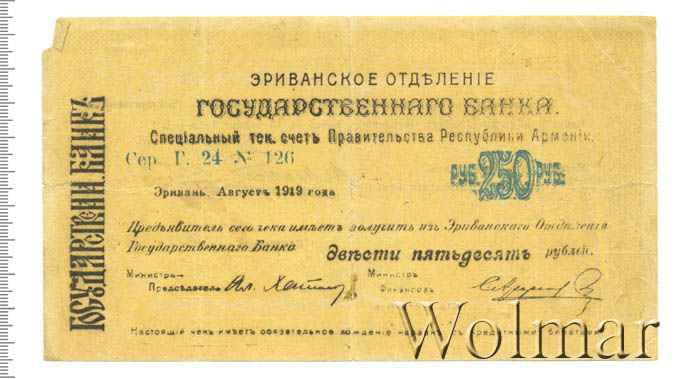 ЭРИВАНСКОЕ ОТДѢЛЕНІЕ
ГОСУДАРСТВЕННАГО БАНКА.
Спеціальный тек. счетъ Правительства Республики Арменіи.
Сер. Г. 24 № 126
РУБ. 250 РУБ.
Эривань, Августъ 1919 года
Предъявитель сего чека имѣетъ получить изъ Эриванскаго Отдѣленія
Государственнаго Банка двѣсти пятьдесятъ рублей.
Министръ-
Предсѣдатель
Министръ
Финансовъ
Настоящій чекъ имѣетъ обязательное хожденіе наравнѣ съ кредитными билетами
ГОСУДАРСТВЕН. БАНКЪ
Wolmar